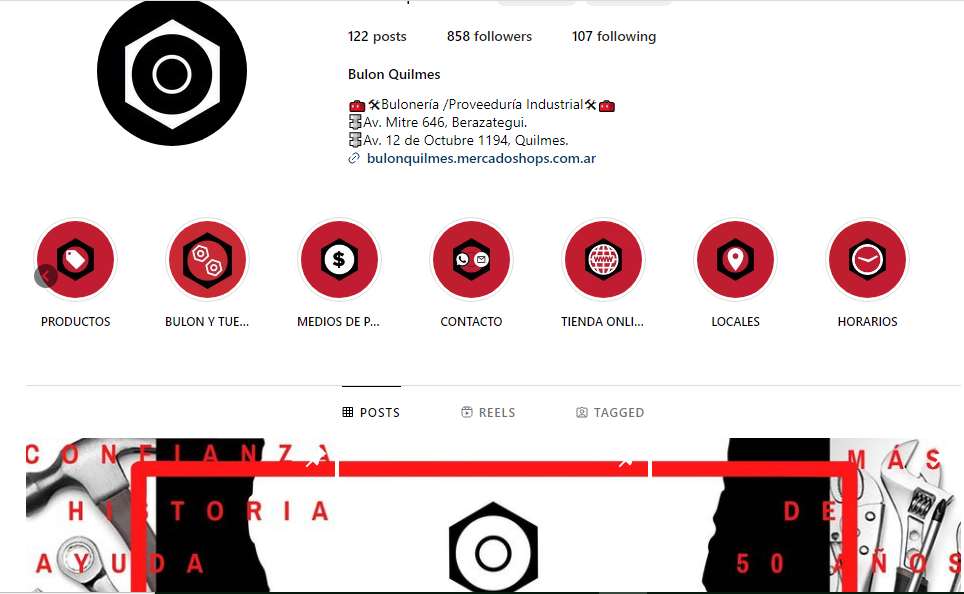 122 posts 858 followers 107 following
Bulon Quilmes
🧰🛠Bulonería /Proveeduría Industrial🛠🧰
Av. Mitre 646, Berazategui.
Av. 12 de Octubre 1194, Quilmes.
bulonquilmes.mercadoshops.com.ar
$
WWW
PRODUCTOS BULON Y TUE... MEDIOS DE P... CONTACTO TIENDA ONLI... LOCALES HORARIOS
POSTS REELS TAGGED
CONFIANZA MÁS
HISTORIA DE
AYUDA 50 AÑOS